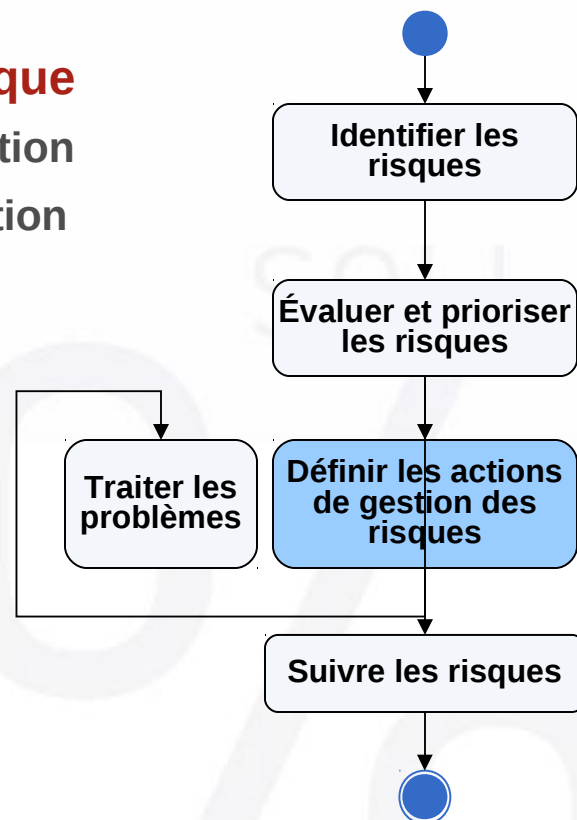 que
tion
tion
Identifier les
risques
Évaluer et prioriser
les risques
Traiter les
problèmes
Définir les actions
de gestion des
risques
Suivre les risques